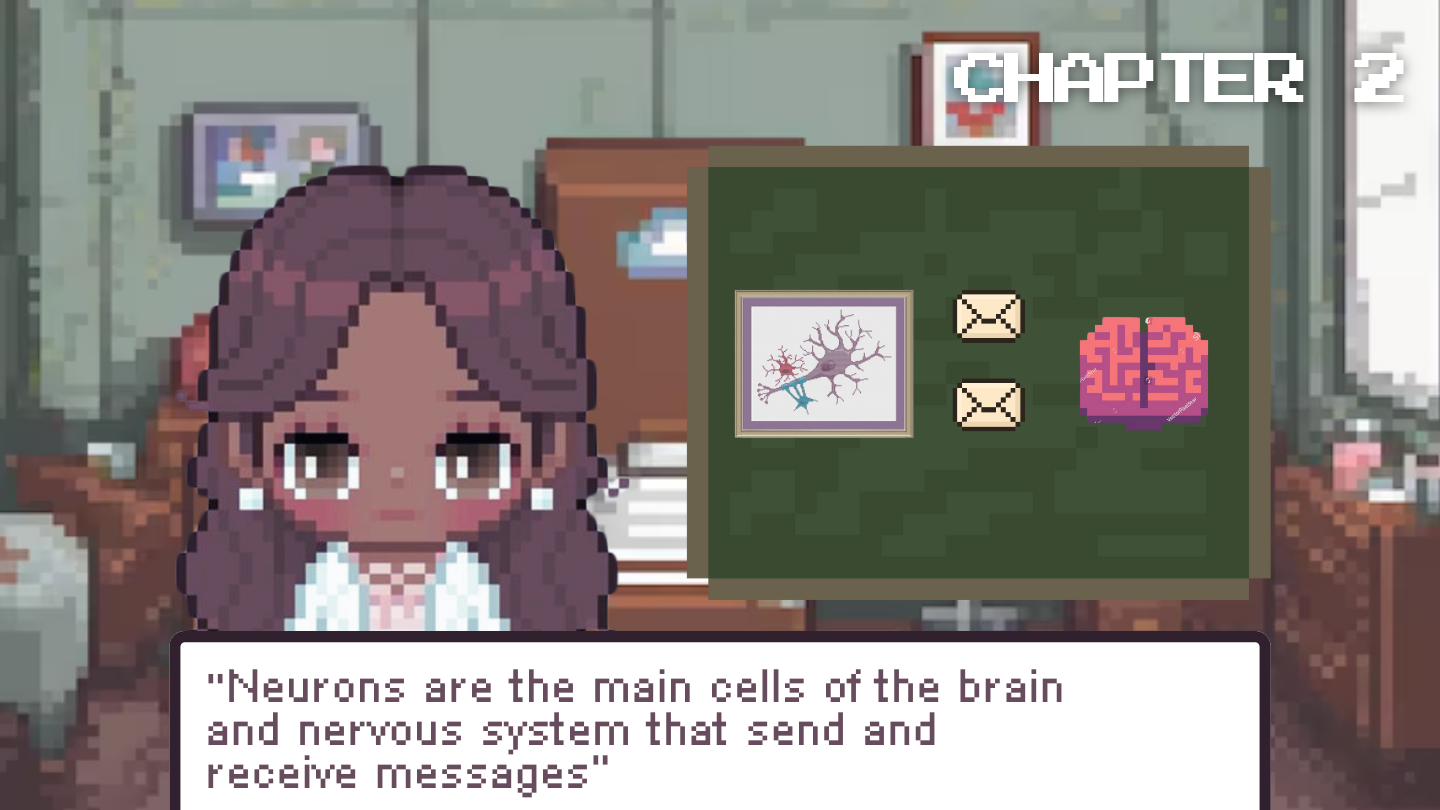 CHAPTER 2
"Neurons are the main cells of the brain
and nervous system that send and
receive messages"